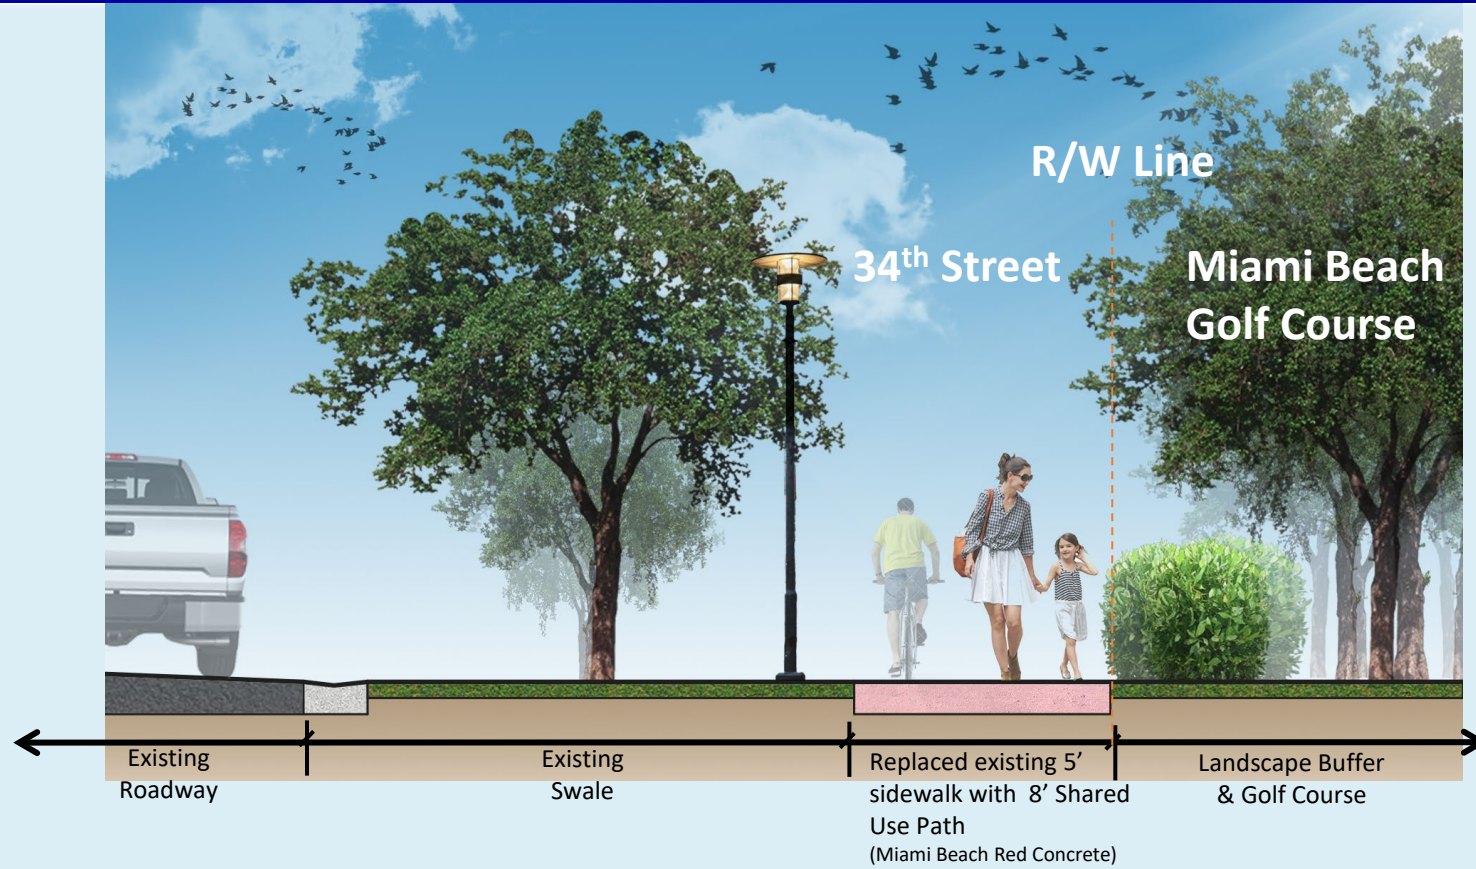 R/W Line
34th Street
Miami Beach
Golf Course
Existing
Roadway
Existing
Swale
Replaced existing 5’
sidewalk with 8’ Shared
Use Path
(Miami Beach Red Concrete)
Landscape Buffer
& Golf Course